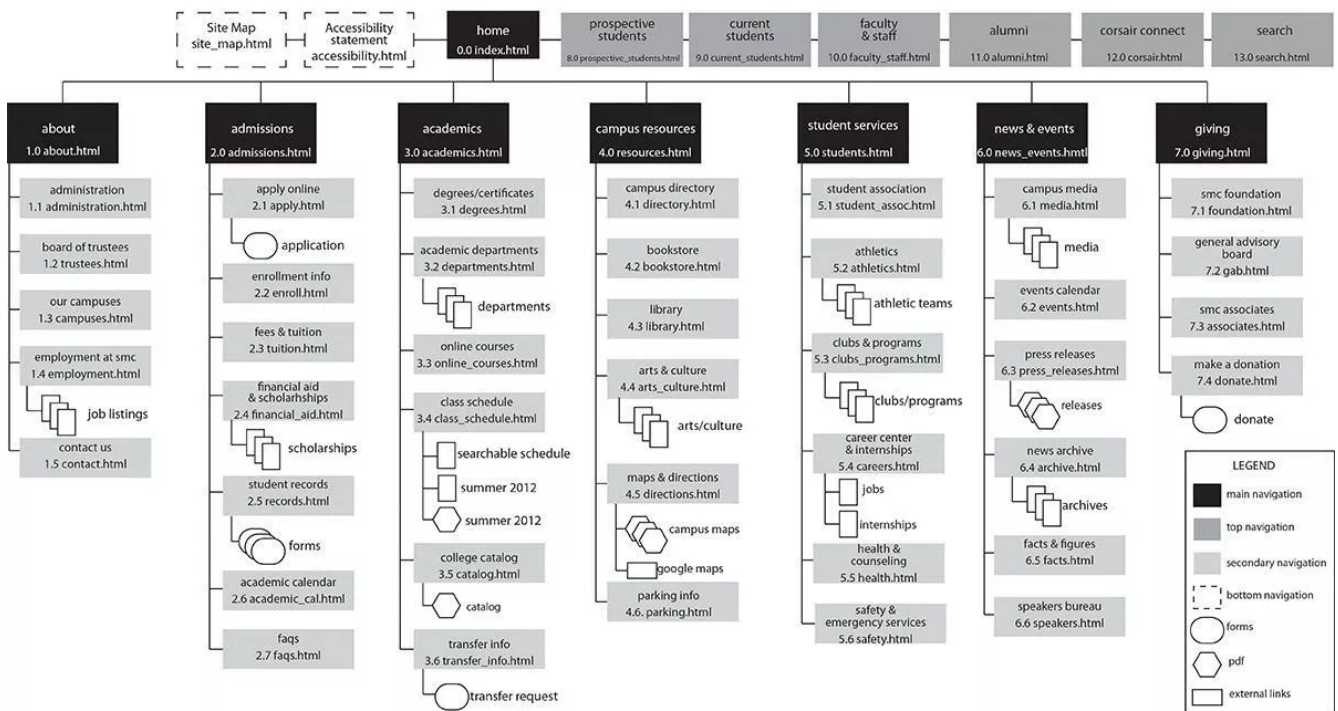 Site Map
site_map.html
Accessibility
statement
accessibility.html
home
0.0 index.html
prospective
students
8.0 prospective_students.html
current
students
9.0 current_students.html
faculty
& staff
10.0 faculty_staff.html
alumni
11.0 alumni.html
corsair connect
12.0 corsair.html
search
13.0 search.html
about
1.0 about.html
administration
1.1 administration.html
board of trustees
1.2 trustees.html
our campuses
1.3 campuses.html
employment at smc
1.4 employment.html
job listings
contact us
1.5 contact.html
admissions
2.0 admissions.html
apply online
2.1 apply.html
application
enrollment info
2.2 enroll.html
fees & tuition
2.3 tuition.html
financial aid
& scholarhips
2.4 financial_aid.html
scholarships
student records
2.5 records.html
forms
academic calendar
2.6 academic_cal.html
faqs
2.7 faqs.html
academics
3.0 academics.html
degrees/certificates
3.1 degrees.html
academic departments
3.2 departments.html
departments
online courses
3.3 online_courses.html
class schedule
3.4 class_schedule.html
searchable schedule
summer 2012
summer 2012
college catalog
3.5 catalog.html
catalog
transfer info
3.6 transfer_info.html
transfer request
campus resources
4.0 resources.html
campus directory
4.1 directory.html
bookstore
4.2 bookstore.html
library
4.3 library.html
arts & culture
4.4 arts_culture.html
arts/culture
maps & directions
4.5 directions.html
campus maps
google maps
parking info
4.6. parking.html
student services
5.0 students.html
student association
5.1 student_assoc.html
athletics
5.2 athletics.html
athletic teams
clubs & programs
5.3 clubs_programs.html
clubs/programs
career center
& internships
5.4 careers.html
jobs
internships
health &
counseling
5.5 health.html
safety &
emergency services
5.6 safety.html
news & events
6.0 news_events.hmtl
campus media
6.1 media.html
media
events calendar
6.2 events.html
press releases
6.3 press_releases.html
releases
news archive
6.4 archive.html
archives
facts & figures
6.5 facts.html
speakers bureau
6.6 speakers.html
giving
7.0 giving.html
smc foundation
7.1 foundation.html
general advisory
board
7.2 gab.html
smc associates
7.3 associates.html
make a donation
7.4 donate.html
donate
LEGEND
main navigation
top navigation
secondary navigation
bottom navigation
forms
pdf
external links